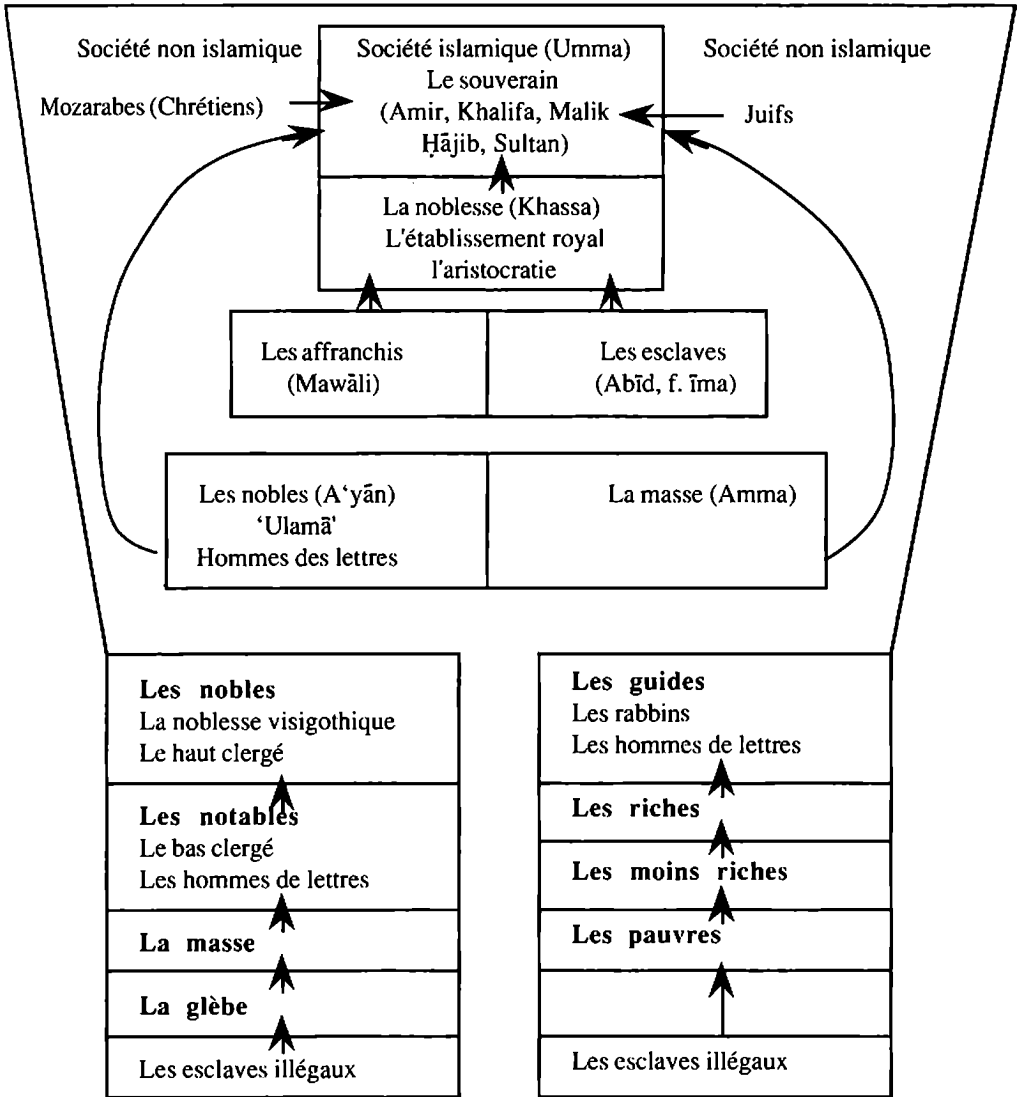 Société non islamique
Mozarabes (Chrétiens)
Société islamique (Umma)
Le souverain
(Amir, Khalifa, Malik
Ḥājib, Sultan)
Société non islamique
Juifs
La noblesse (Khassa)
L'établissement royal
l'aristocratie
Les affranchis
(Mawāli)
Les esclaves
(Abīd, f. īma)
Les nobles (A‘yān)
‘Ulamā'
Hommes des lettres
La masse (Amma)
Les nobles
La noblesse visigothique
Le haut clergé
Les notables
Le bas clergé
Les hommes de lettres
La masse
La glèbe
Les esclaves illégaux
Les guides
Les rabbins
Les hommes de lettres
Les riches
Les moins riches
Les pauvres
Les esclaves illégaux